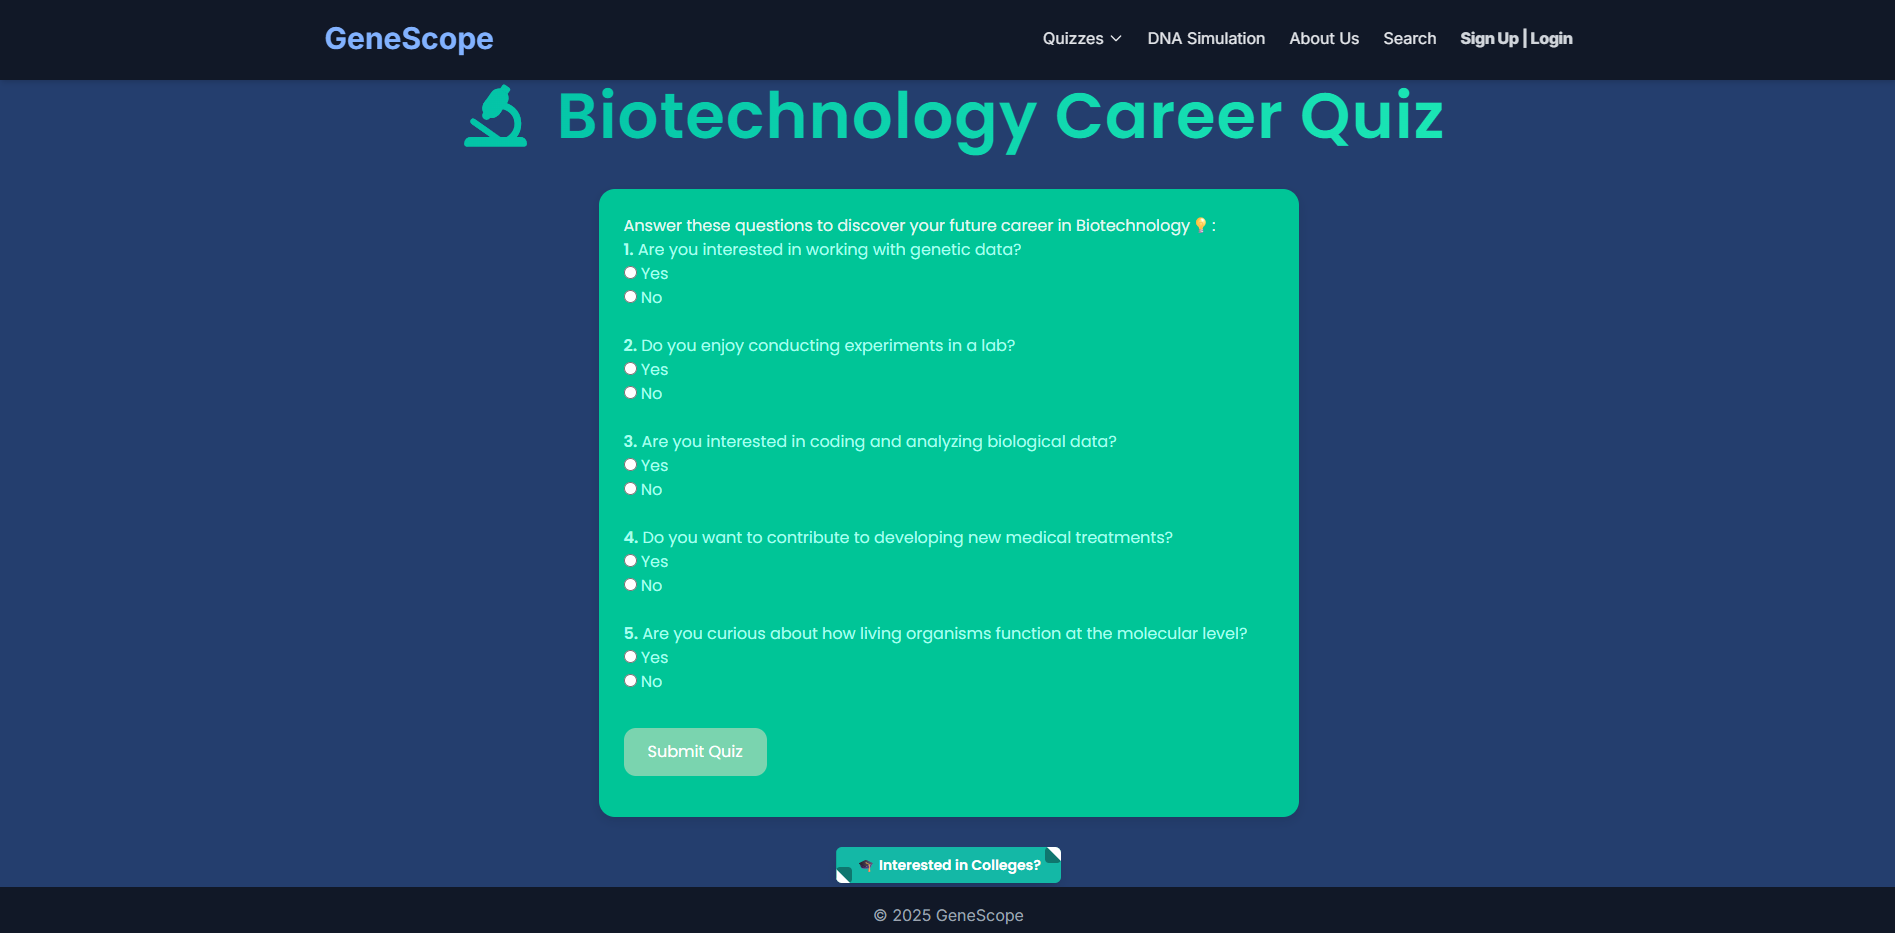 GeneScope
Quizzes DNA Simulation About Us Search Sign Up | Login
Biotechnology Career Quiz
Answer these questions to discover your future career in Biotechnology💡:
1. Are you interested in working with genetic data?
Yes
No
2. Do you enjoy conducting experiments in a lab?
Yes
No
3. Are you interested in coding and analyzing biological data?
Yes
No
4. Do you want to contribute to developing new medical treatments?
Yes
No
5. Are you curious about how living organisms function at the molecular level?
Yes
No
Submit Quiz
🎓 Interested in Colleges?
© 2025 GeneScope